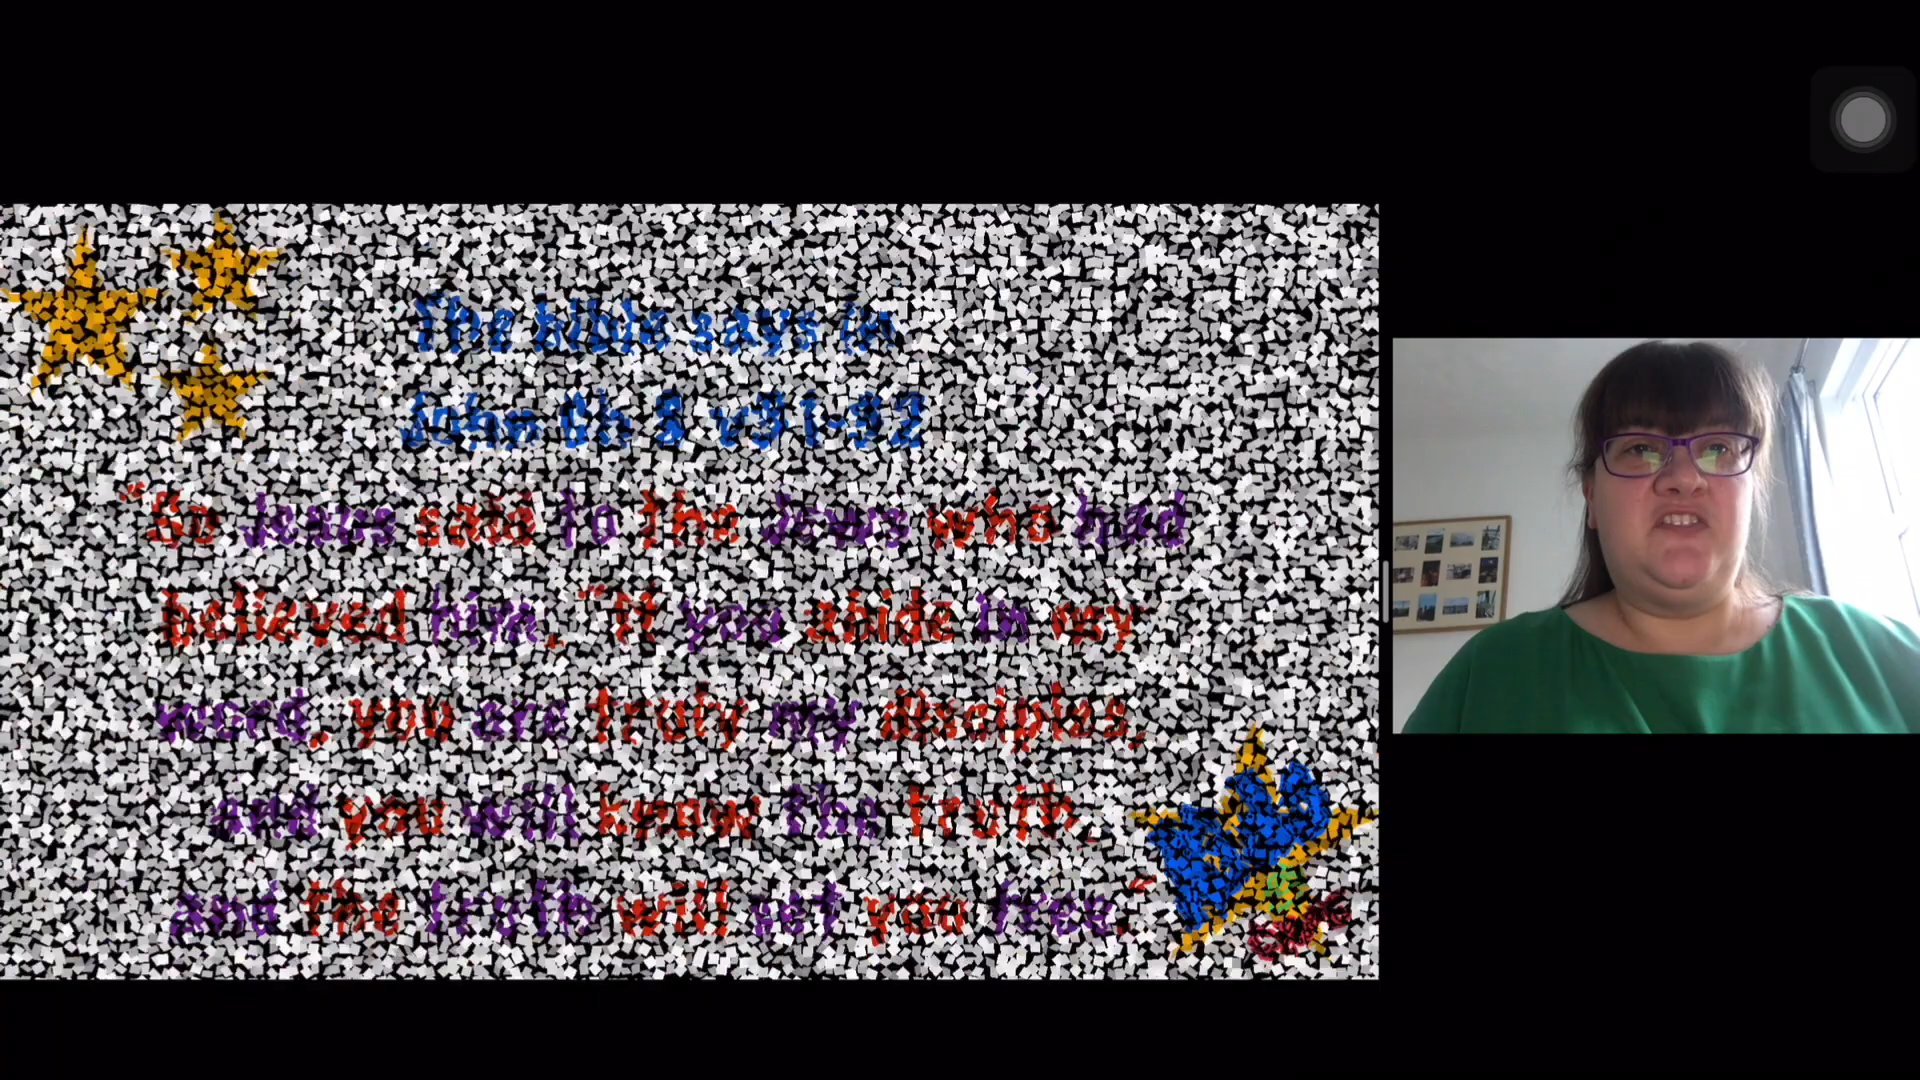 The bible says in
John Ch 8 v31-32
"So Jesus said to the Jews who had
believed him, "If you abide in my
word, you are truly my disciples,
and you will know the truth,
and the truth will set you free."